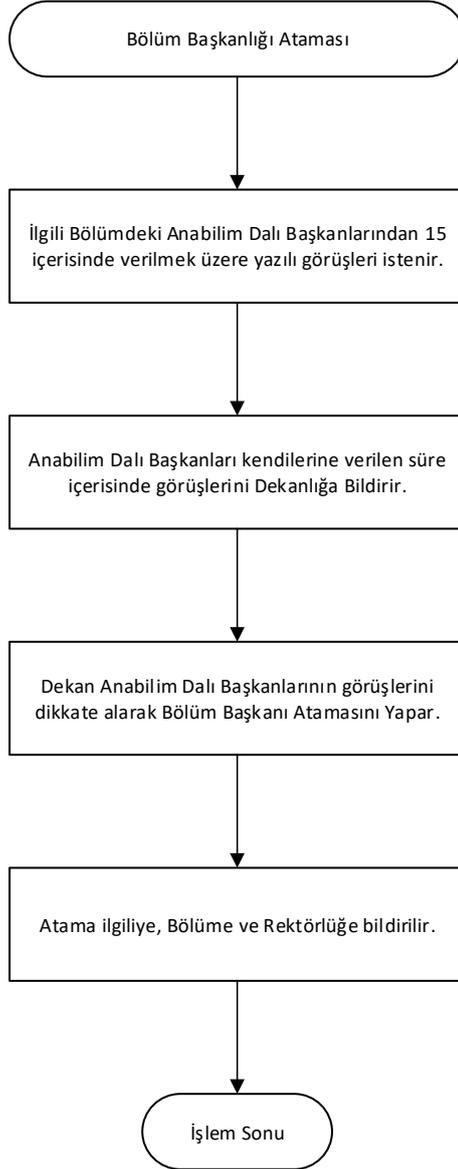 Bölüm Başkanlığı Ataması
İlgili Bölümdeki Anabilim Dalı Başkanlarından 15
içerisinde verilmek üzere yazılı görüşleri istenir.
Anabilim Dalı Başkanları kendilerine verilen süre
içerisinde görüşlerini Dekanlığa Bildirir.
Dekan Anabilim Dalı Başkanlarının görüşlerini
dikkate alarak Bölüm Başkanı Atamasını Yapar.
Atama ilgiliye, Bölüme ve Rektörlüğe bildirilir.
İşlem Sonu